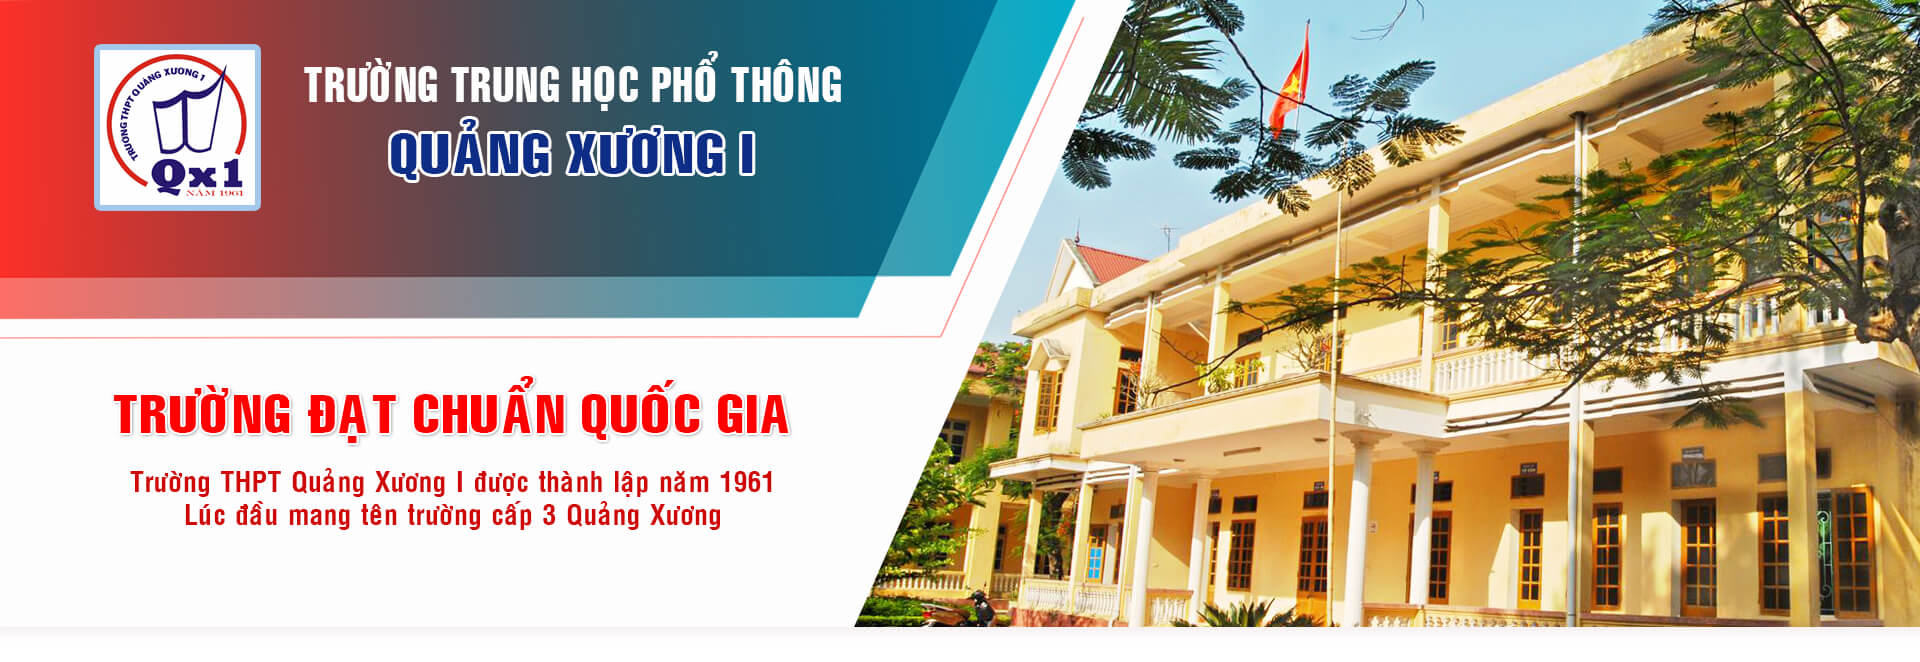 TRƯỜNG THPT QUẢNG XƯƠNG 1
Qx1
NĂM 1961
TRƯỜNG TRUNG HỌC PHỔ THÔNG
QUẢNG XƯƠNG I
TRƯỜNG ĐẠT CHUẨN QUỐC GIA
Trường THPT Quảng Xương I được thành lập năm 1961
Lúc đầu mang tên trường cấp 3 Quảng Xương